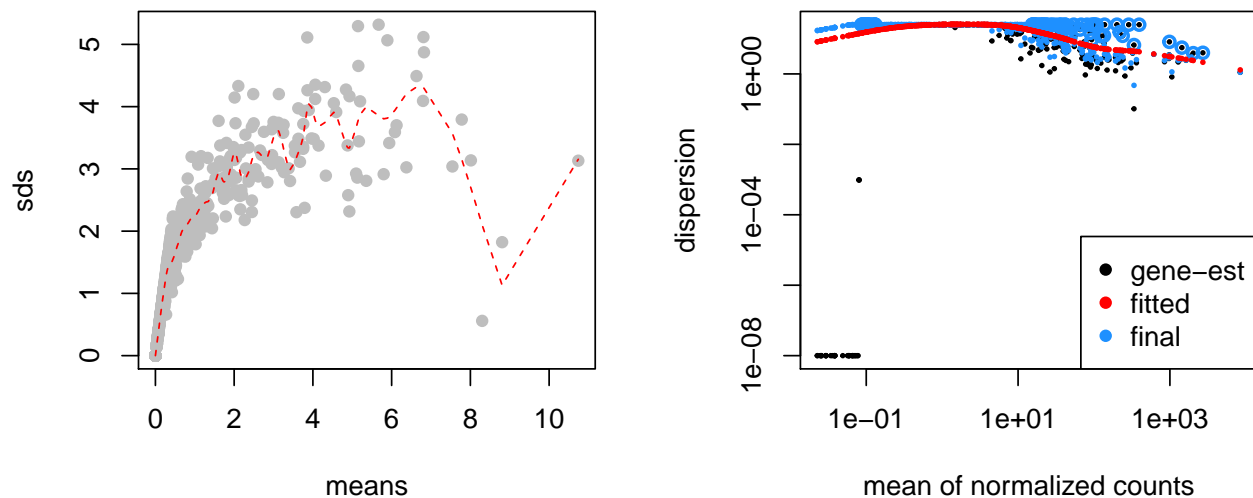 sds
5
4
3
2
1
0
0 2 4 6 8 10
means
dispersion
1e+00
1e−04
1e−08
gene−est
fitted
final
1e−01 1e+01 1e+03
mean of normalized counts